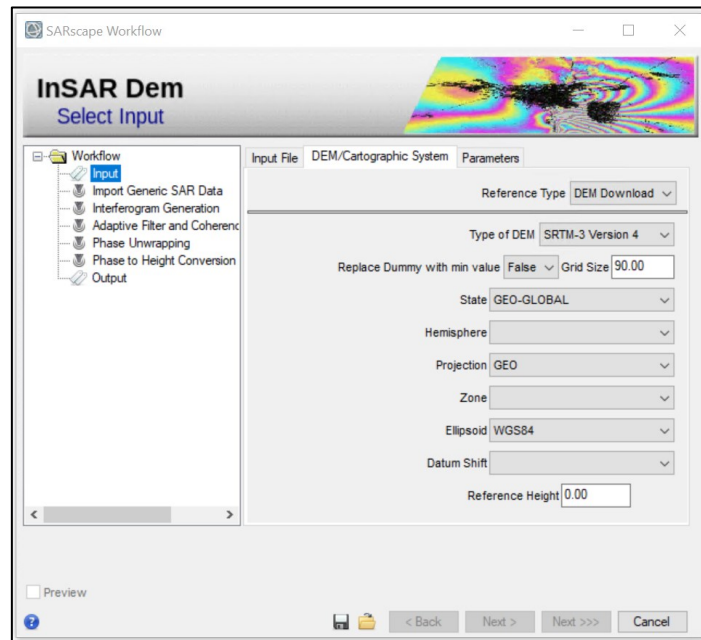 SARscape Workflow
InSAR Dem
Select Input
Workflow
Input
Import Generic SAR Data
Interferogram Generation
Adaptive Filter and Coherenc
Phase Unwrapping
Phase to Height Conversion
Output
Input File DEM/Cartographic System Parameters
Reference Type DEM Download
Type of DEM SRTM-3 Version 4
Replace Dummy with min value False Grid Size 90.00
State GEO-GLOBAL
Hemisphere
Projection GEO
Zone
Ellipsoid WGS84
Datum Shift
Reference Height 0.00
Preview
< Back Next > Next >>> Cancel